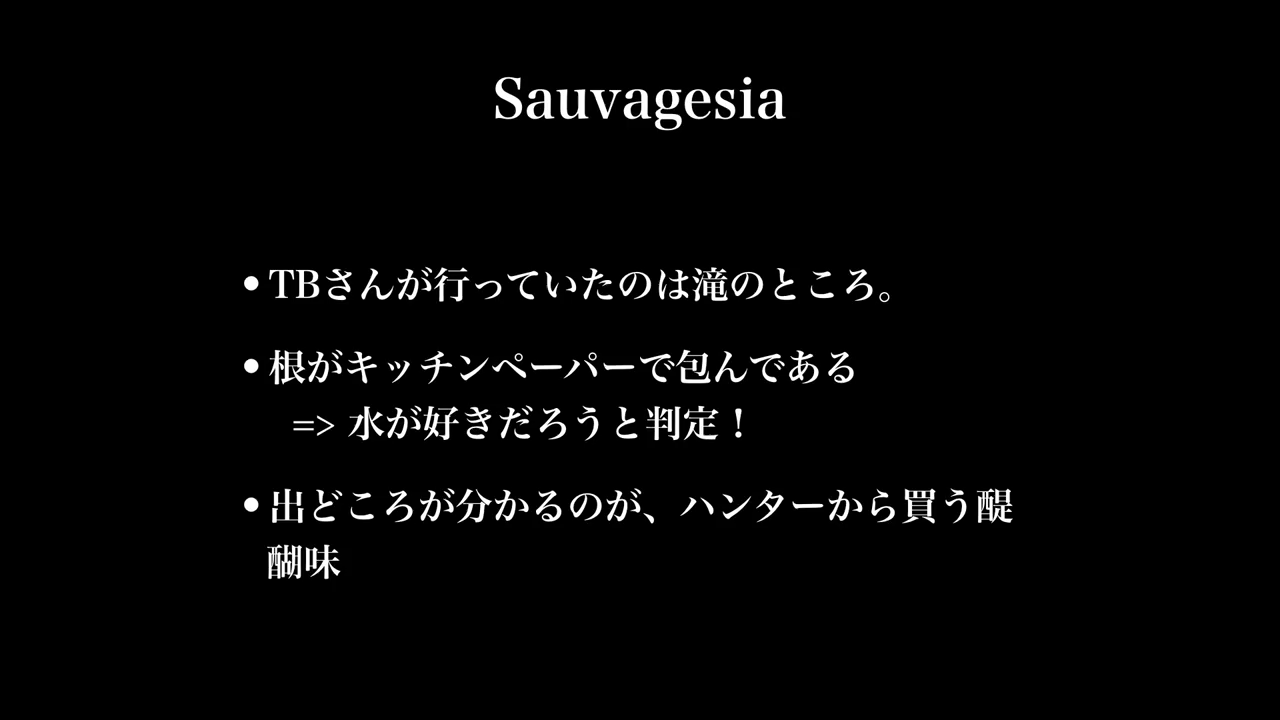 Sauvagesia
•TBさんが行っていたのは滝のところ。
•根がキッチンペーパーで包んである
=> 水が好きだろうと判定！
•出どころが分かるのが、ハンターから買う醍
醐味